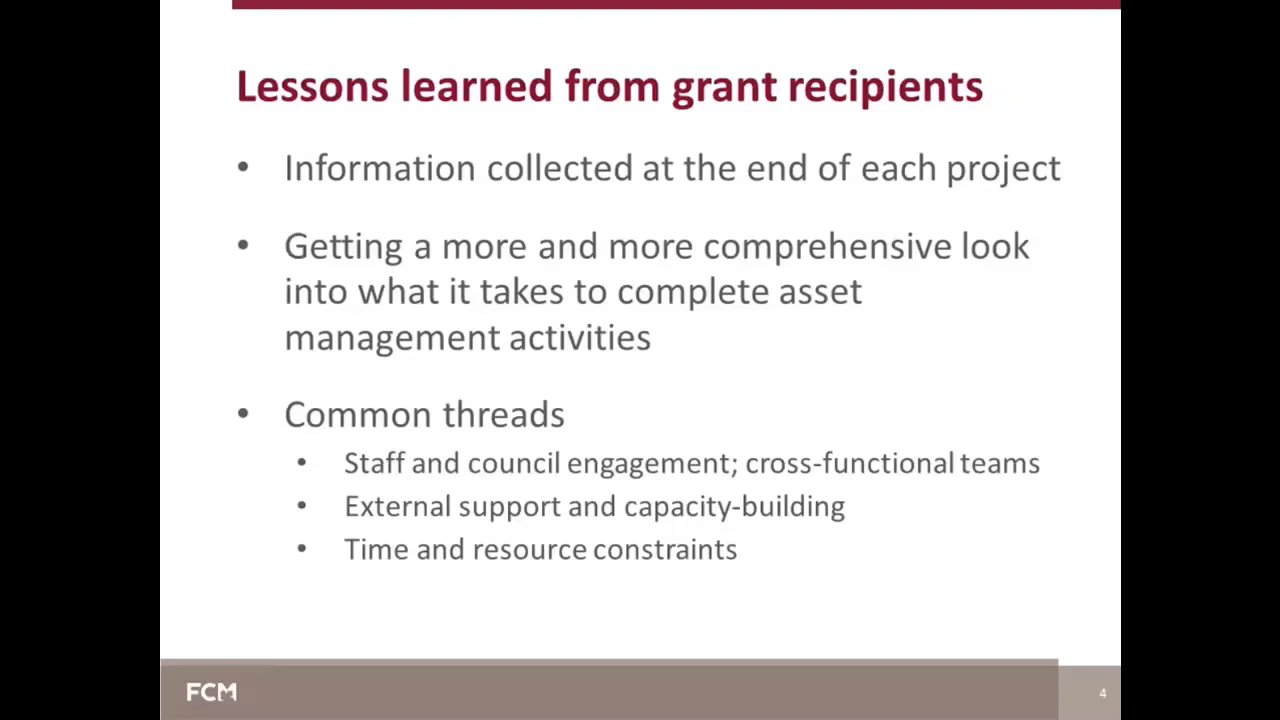 Lessons learned from grant recipients
• Information collected at the end of each project
• Getting a more and more comprehensive look
into what it takes to complete asset
management activities
• Common threads
• Staff and council engagement; cross-functional teams
• External support and capacity-building
• Time and resource constraints
FCM
4